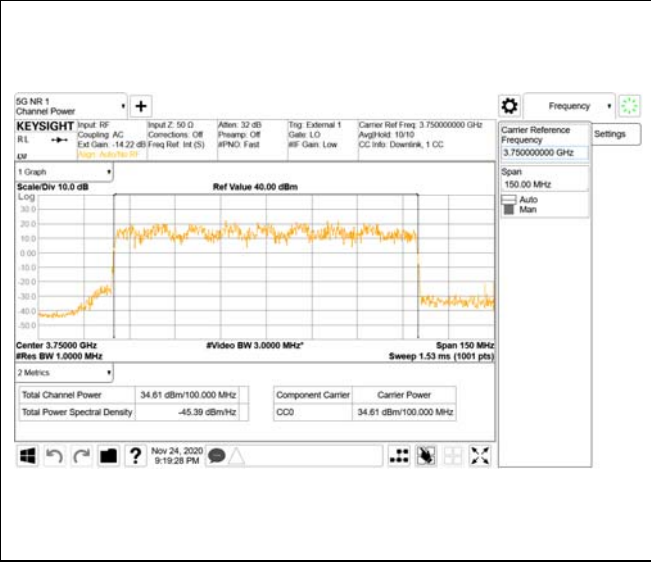 5G NR 1
Channel Power
Frequency
KEYSIGHT
RL
Input: RF
Coupling: AC
Ext Gain: -14.22 dB
Align: Auto/No RF
Input Z: 50 Ω
Corrections: Off
Freq Ref: Int (S)
Atten: 32 dB
Preamp: Off
#PNO: Fast
Trig: External 1
Gate: LO
#IF Gain: Low
Carrier Ref Freq: 3.750000000 GHz
Avg|Hold: 10/10
CC Info: Downlink, 1 CC
Carrier Reference
Frequency
3.750000000 GHz
Settings
Span
150.00 MHz
Auto
Man
1 Graph
Scale/Div 10.0 dB
Ref Value 40.00 dBm
Log
30.0
20.0
10.0
0.00
-10.0
-20.0
-30.0
-40.0
-50.0
Center 3.75000 GHz
#Video BW 3.0000 MHz*
Span 150 MHz
#Res BW 1.0000 MHz
Sweep 1.53 ms (1001 pts)
2 Metrics
Total Channel Power
34.61 dBm/100.000 MHz
Total Power Spectral Density
-45.39 dBm/Hz
Component Carrier
Carrier Power
CC0
34.61 dBm/100.000 MHz
?
Nov 24, 2020
9:19:28 PM